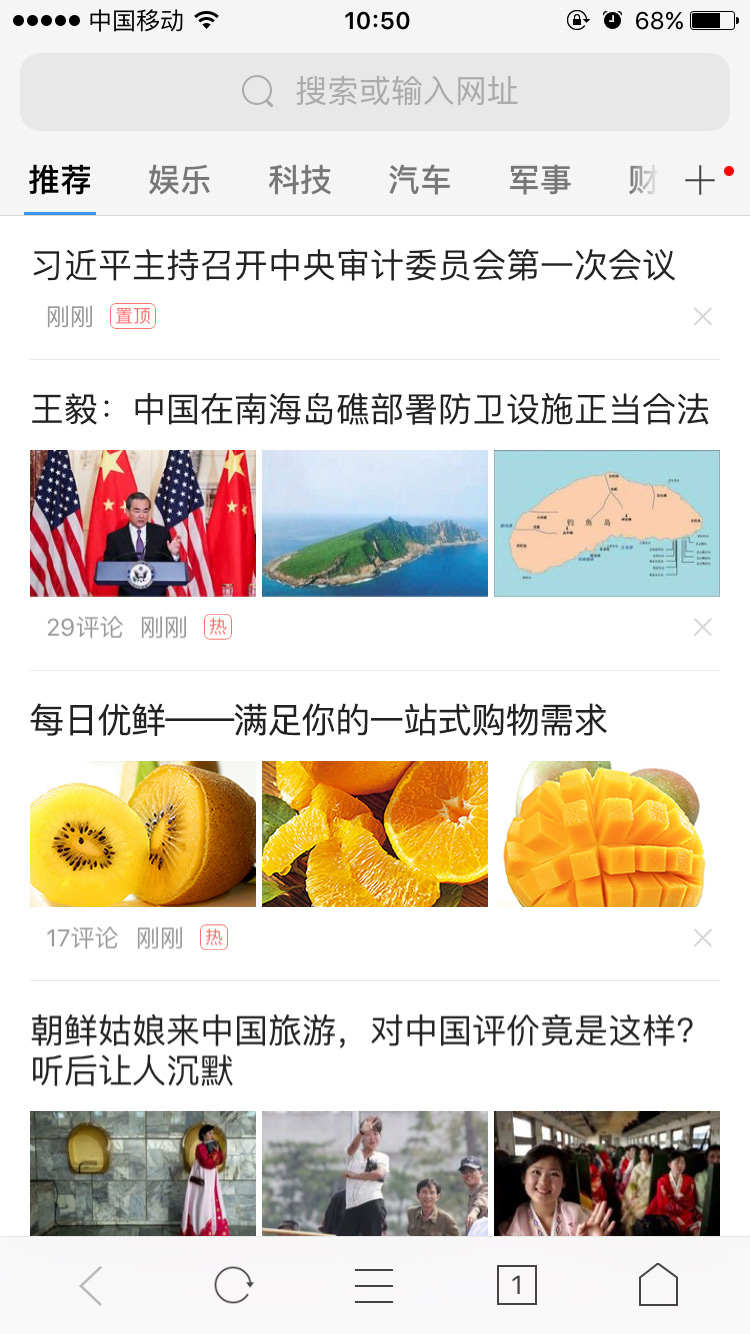 中国移动
10:50
68%
搜索或输入网址
推荐
娱乐
科技
汽车
军事
财
习近平主持召开中央审计委员会第一次会议
刚刚 置顶
王毅：中国在南海岛礁部署防卫设施正当合法
钓鱼岛
29评论 刚刚 热
每日优鲜——满足你的一站式购物需求
17评论 刚刚 热
朝鲜姑娘来中国旅游，对中国评价竟是这样？
听后让人沉默
1